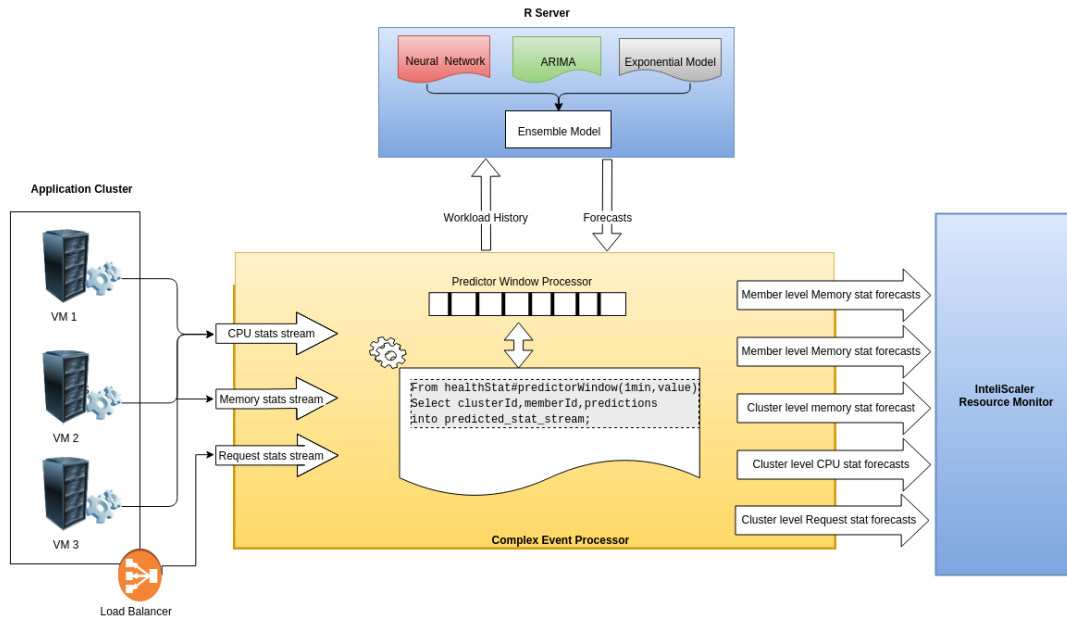 R Server
Neural Network
ARIMA
Exponential Model
Ensemble Model
Application Cluster
Workload History
Forecasts
VM 1
VM 2
VM 3
Load Balancer
CPU stats stream
Memory stats stream
Request stats stream
Predictor Window Processor
From healthStat#predictorWindow(1min,value)
Select clusterId,memberId,predictions
into predicted_stat_stream;
Complex Event Processor
Member level Memory stat forecasts
Member level Memory stat forecasts
Cluster level memory stat forecast
Cluster level CPU stat forecasts
Cluster level Request stat forecasts
InteliScaler
Resource Monitor